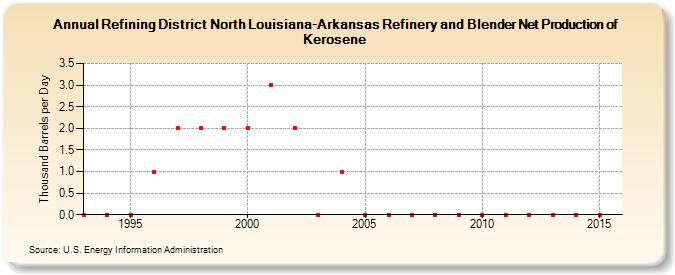 Annual Refining District North Louisiana-Arkansas Refinery and Blender Net Production of
Kerosene
Thousand Barrels per Day
3.5
3.0
2.5
2.0
1.5
1.0
0.5
0.0
1995 2000 2005 2010 2015
Source: U.S. Energy Information Administration